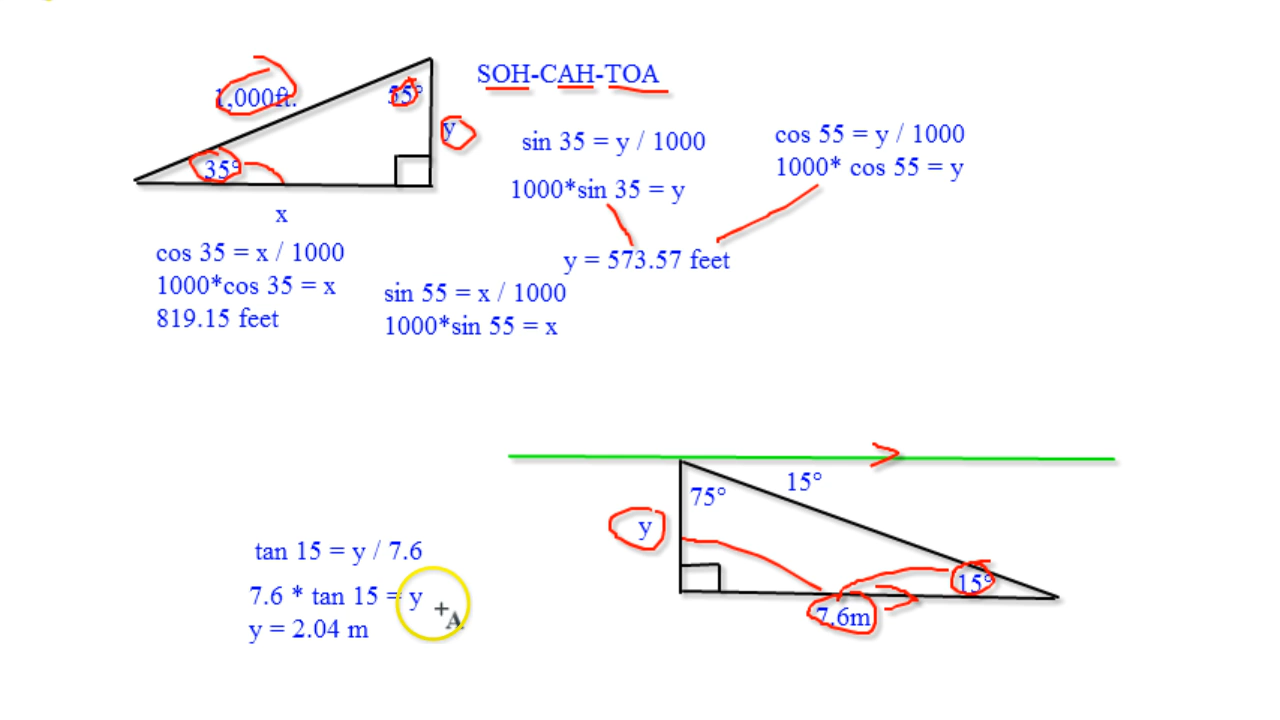 1,000ft.
55°
35°
y
x
SOH-CAH-TOA
sin 35 = y / 1000
1000*sin 35 = y
cos 55 = y / 1000
1000* cos 55 = y
y = 573.57 feet
cos 35 = x / 1000
1000*cos 35 = x
819.15 feet
sin 55 = x / 1000
1000*sin 55 = x
75°
15°
y
15°
7.6m
tan 15 = y / 7.6
7.6 * tan 15 = y
y = 2.04 m
A